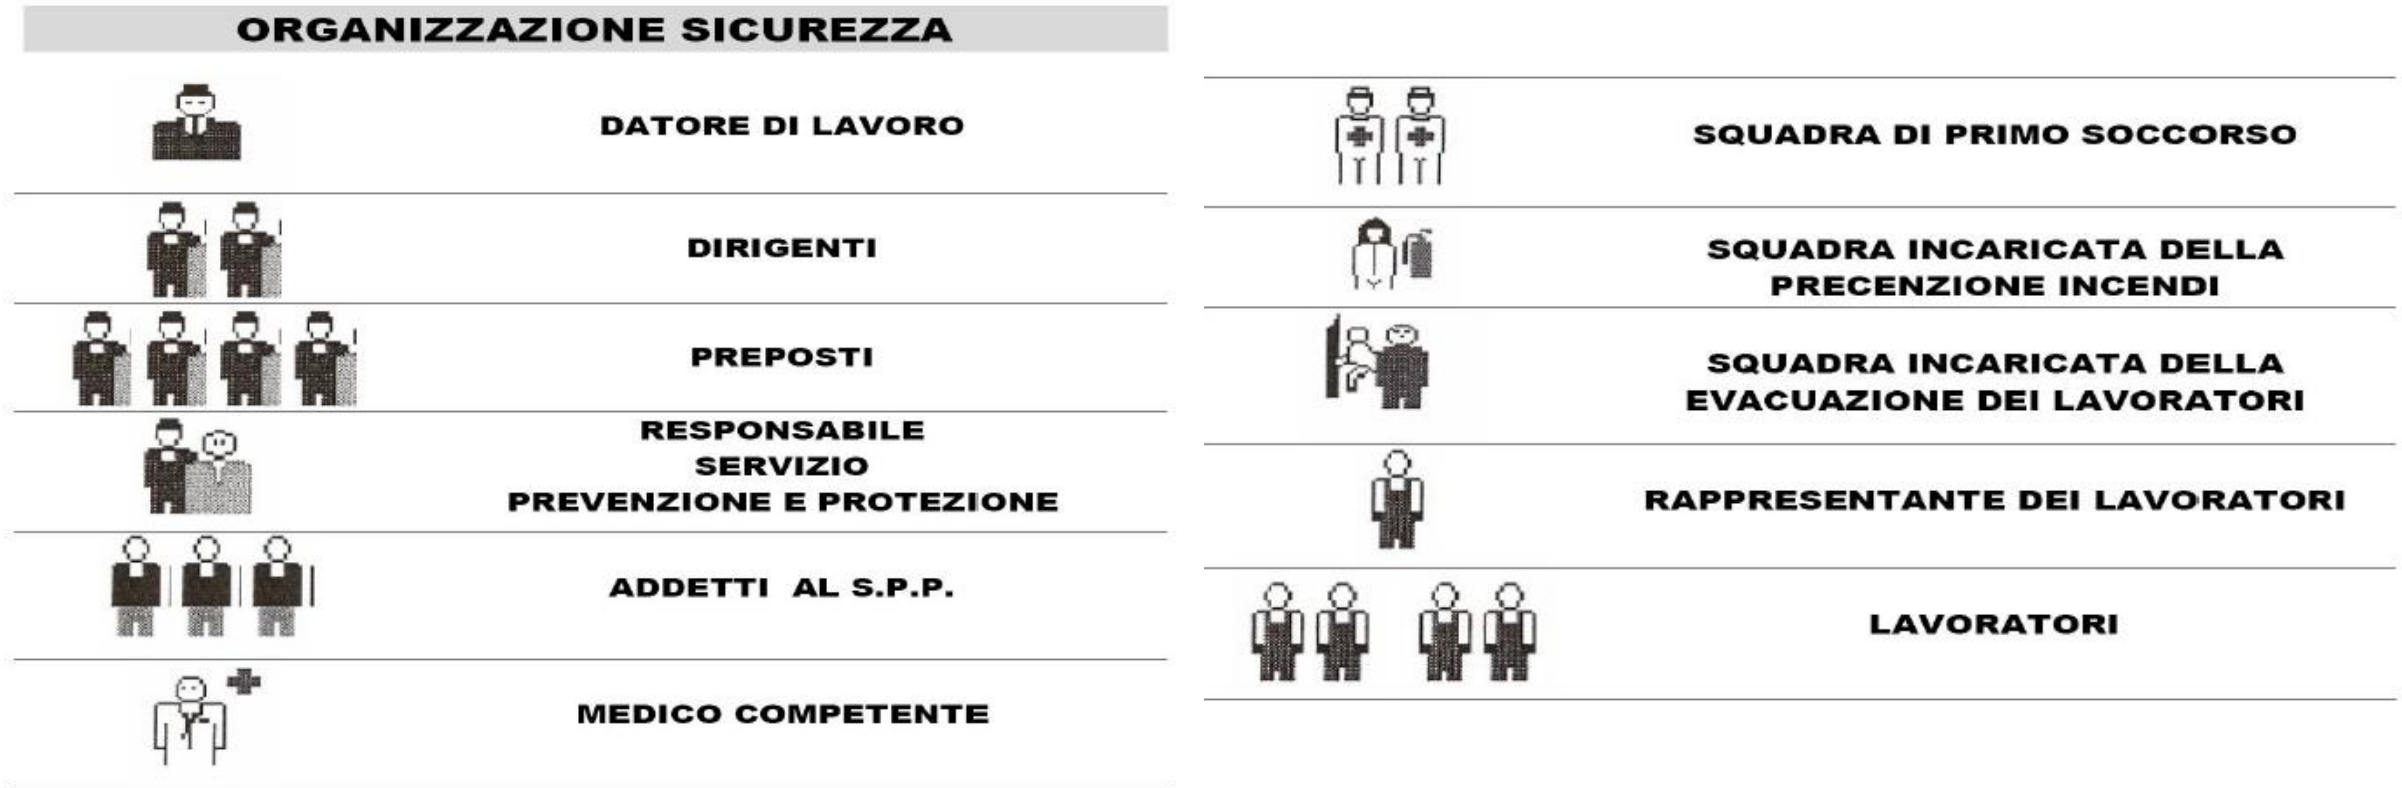 ORGANIZZAZIONE SICUREZZA
DATORE DI LAVORO
DIRIGENTI
PREPOSTI
RESPONSABILE
SERVIZIO
PREVENZIONE E PROTEZIONE
ADDETTI AL S.P.P.
MEDICO COMPETENTE
SQUADRA DI PRIMO SOCCORSO
SQUADRA INCARICATA DELLA
PRECENZIONE INCENDI
SQUADRA INCARICATA DELLA
EVACUAZIONE DEI LAVORATORI
RAPPRESENTANTE DEI LAVORATORI
LAVORATORI